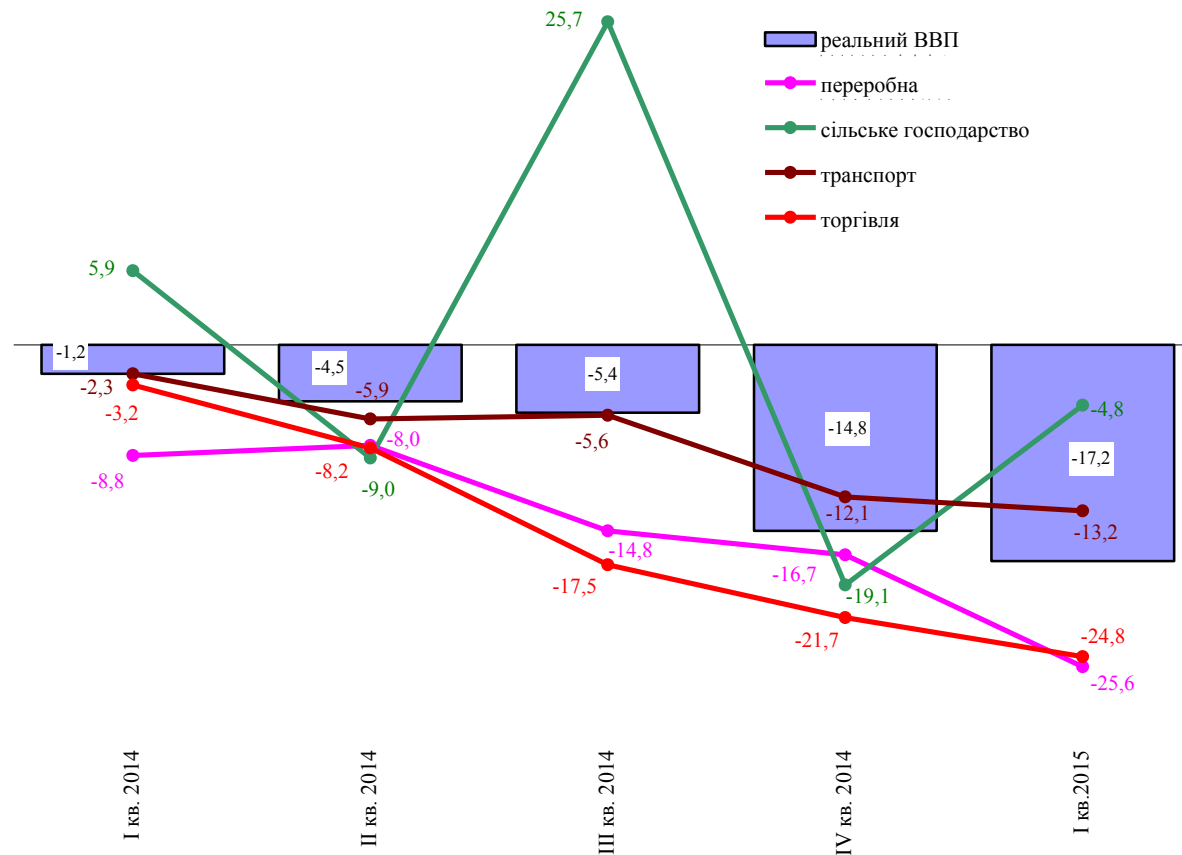 25,7
реальний ВВП
переробна
сільське господарство
транспорт
торгівля
5,9
-1,2
-4,5
-5,4
-14,8
-17,2
-2,3
-5,9
-5,6
-12,1
-13,2
-3,2
-8,0
-4,8
-8,8
-8,2
-9,0
-14,8
-16,7
-19,1
-17,5
-21,7
-24,8
-25,6
I кв. 2014
II кв. 2014
III кв. 2014
IV кв. 2014
I кв.2015